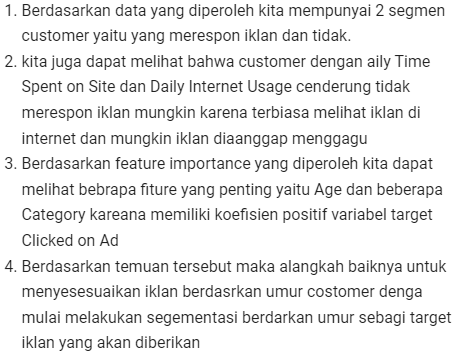 1. Berdasarkan data yang diperoleh kita mempunyai 2 segmen
customer yaitu yang merespon iklan dan tidak.
2. kita juga dapat melihat bahwa customer dengan aily Time
Spent on Site dan Daily Internet Usage cenderung tidak
merespon iklan mungkin karena terbiasa melihat iklan di
internet dan mungkin iklan diaanggap menggagu
3. Berdasarkan feature importance yang diperoleh kita dapat
melihat bebrapa fiture yang penting yaitu Age dan beberapa
Category kareana memiliki koefisien positif variabel target
Clicked on Ad
4. Berdasarkan temuan tersebut maka alangkah baiknya untuk
menyesesuaikan iklan berdasrkan umur costomer denga
mulai melakukan segementasi berdarkan umur sebagi target
iklan yang akan diberikan